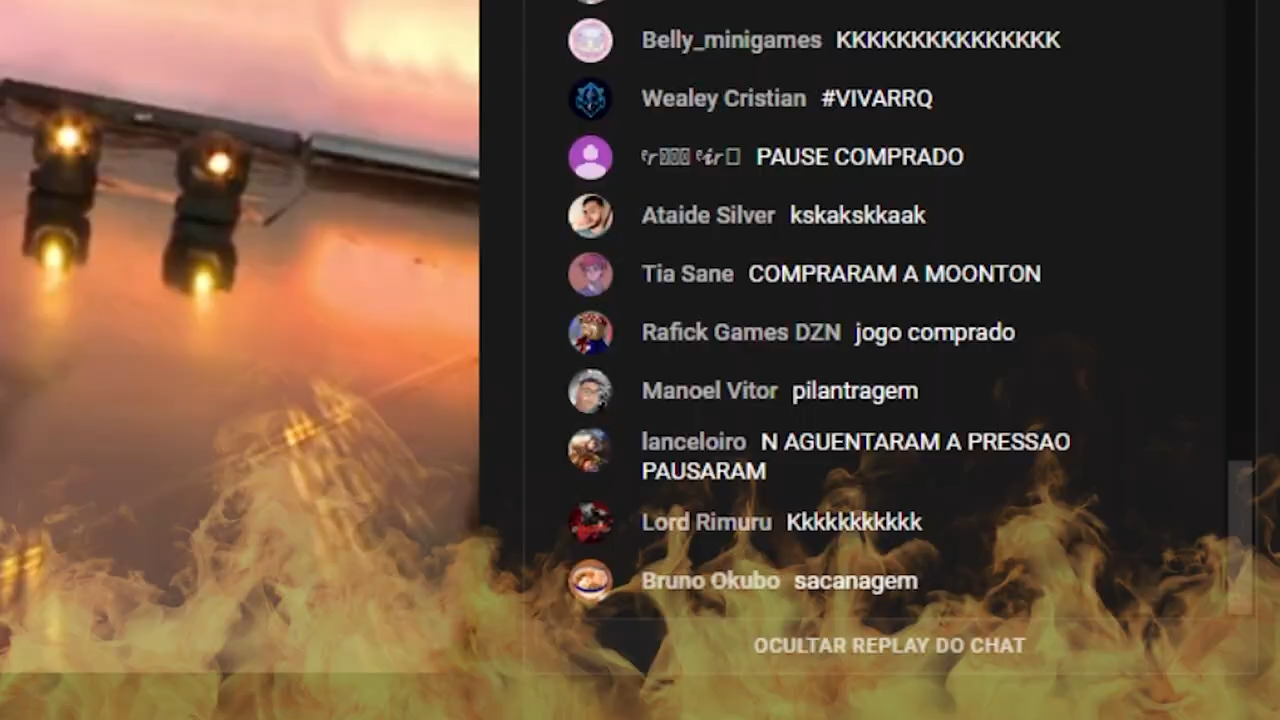 Belly_minigames KKKKKKKKKKKKKKK
Wealey Cristian #VIVARRQ
PAUSE COMPRADO
Ataide Silver kskakskkaak
Tia Sane COMPRARAM A MOONTON
Rafick Games DZN jogo comprado
Manoel Vitor pilantragem
lanceloiro N AGUENTARAM A PRESSAO
PAUSARAM
Lord Rimuru Kkkkkkkkkkk
Bruno Okubo sacanagem
OCULTAR REPLAY DO CHAT